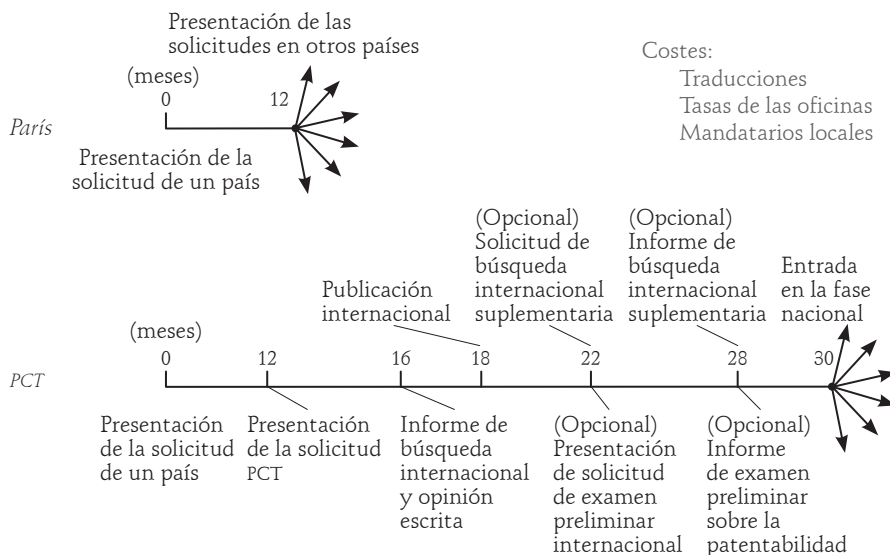 Presentación de las
solicitudes en otros países
Costes:
Traducciones
Tasas de las oficinas
Mandatarios locales
(meses)
0 12
París
Presentación de la
solicitud de un país
(Opcional)
Solicitud de
búsqueda
internacional
suplementaria
(Opcional)
Informe de
búsqueda
internacional
suplementaria
Entrada
en la fase
nacional
Publicación
internacional
(meses)
0 12 16 18 22 28 30
PCT
Presentación
de la solicitud
de un país
Presentación
de la solicitud
PCT
Informe de
búsqueda
internacional
y opinión
escrita
(Opcional)
Presentación
de solicitud
de examen
preliminar
internacional
(Opcional)
Informe
de examen
preliminar
sobre la
patentabilidad